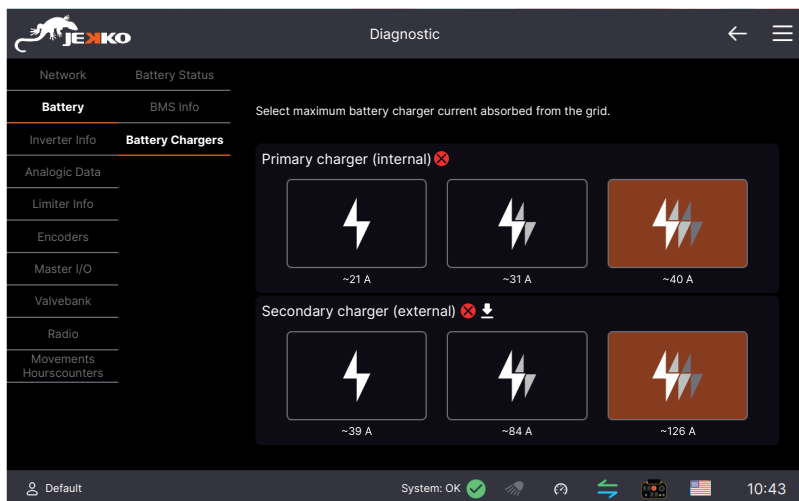 JEKKO
Diagnostic
Network
Battery
Inverter Info
Analogic Data
Limiter Info
Encoders
Master I/O
Valvebank
Radio
Movements
Hourscounters
Battery Status
BMS Info
Battery Chargers
Select maximum battery charger current absorbed from the grid.
Primary charger (internal)
~21 A
~31 A
~40 A
Secondary charger (external)
~39 A
~84 A
~126 A
Default
System: OK
10:43